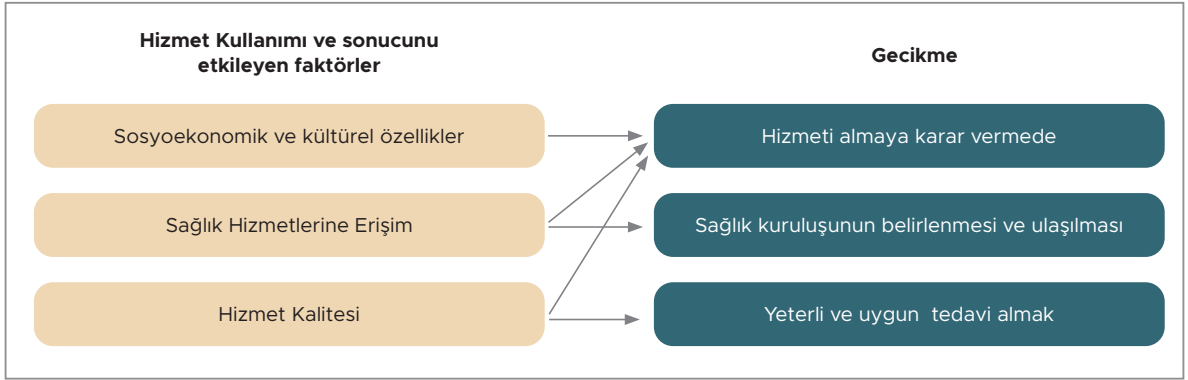 Hizmet Kullanımı ve sonucunu
etkileyen faktörler
Gecikme
Sosyoekonomik ve kültürel özellikler
Hizmeti almaya karar vermede
Sağlık Hizmetlerine Erişim
Sağlık kuruluşunun belirlenmesi ve ulaşılması
Hizmet Kalitesi
Yeterli ve uygun  tedavi almak